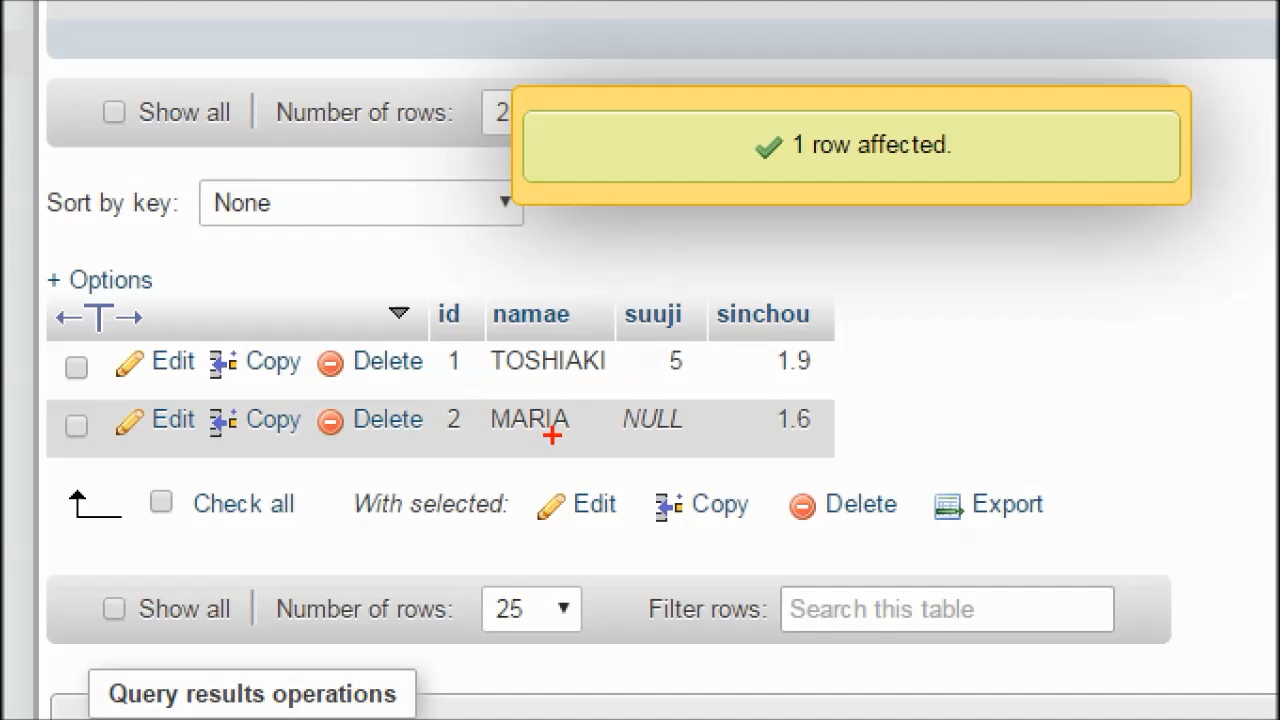 Show all Number of rows: 2
1 row affected.
Sort by key: None
+ Options
id namae suuji sinchou
Edit Copy Delete 1 TOSHIAKI 5 1.9
Edit Copy Delete 2 MARIA NULL 1.6
Check all With selected: Edit Copy Delete Export
Show all Number of rows: 25 Filter rows: Search this table
Query results operations